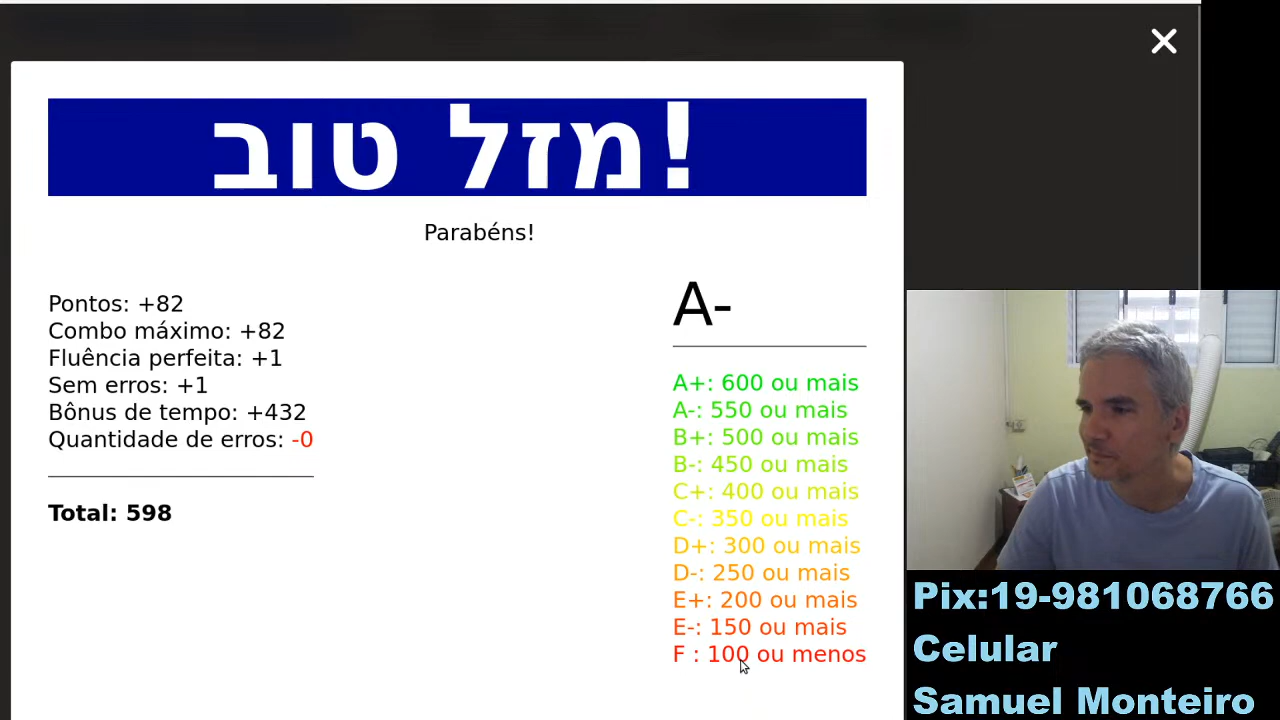 מזל טוב!
Parabéns!
Pontos: +82
Combo máximo: +82
Fluência perfeita: +1
Sem erros: +1
Bônus de tempo: +432
Quantidade de erros: -0
Total: 598
A-
A+: 600 ou mais
A-: 550 ou mais
B+: 500 ou mais
B-: 450 ou mais
C+: 400 ou mais
C-: 350 ou mais
D+: 300 ou mais
D-: 250 ou mais
E+: 200 ou mais
E-: 150 ou mais
F : 100 ou menos
Pix:19-981068766
Celular
Samuel Monteiro